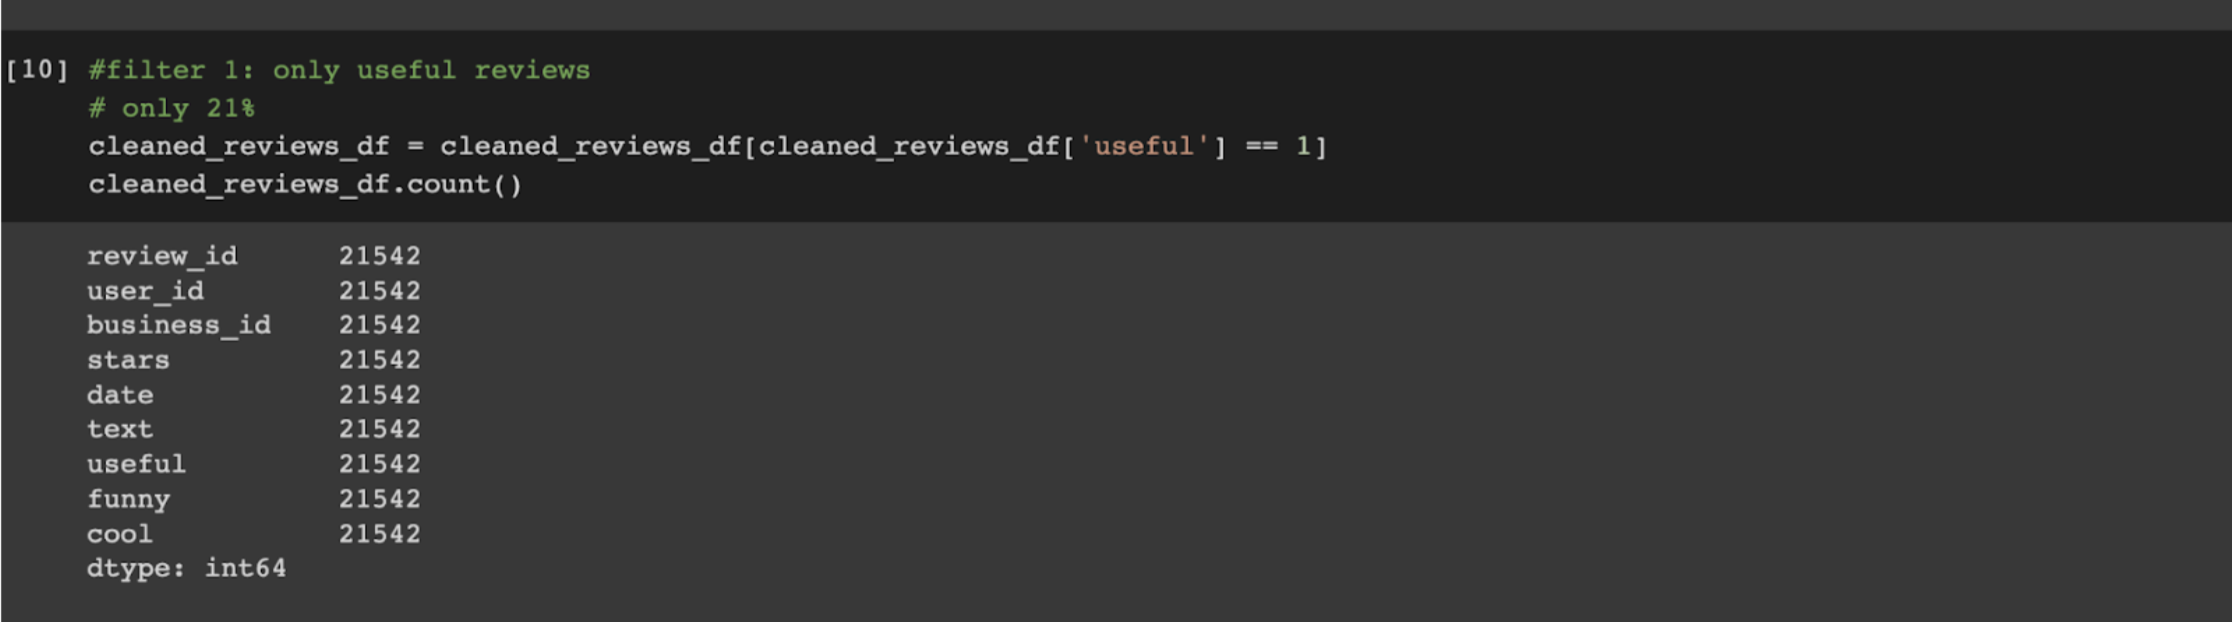 [10] #filter 1: only useful reviews
# only 21%
cleaned_reviews_df = cleaned_reviews_df[cleaned_reviews_df['useful'] == 1]
cleaned_reviews_df.count()
review_id 21542
user_id 21542
business_id 21542
stars 21542
date 21542
text 21542
useful 21542
funny 21542
cool 21542
dtype: int64